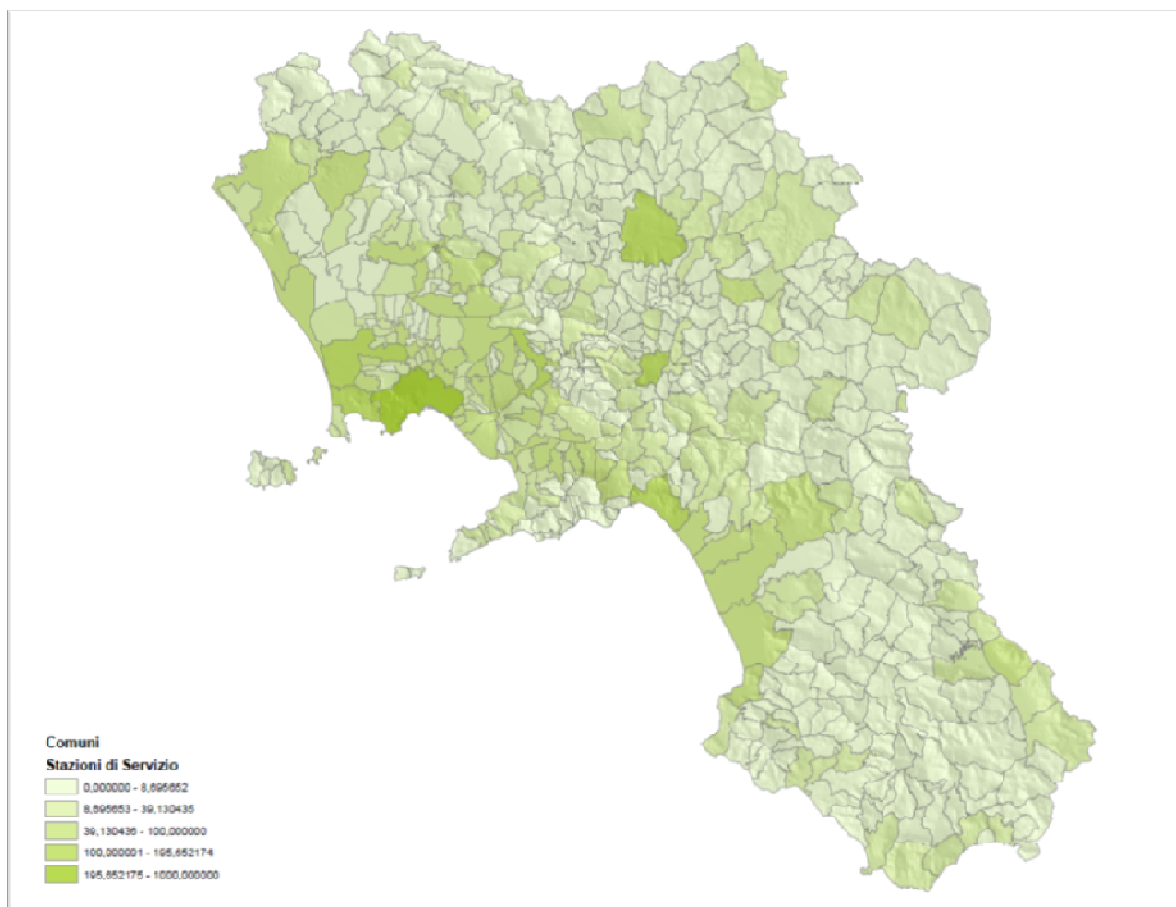 Comuni
Stazioni di Servizio
0,000000 - 8,695652
8,695653 - 39,130435
39,130436 - 100,000000
100,000001 - 195,652174
195,652175 - 1000,000000